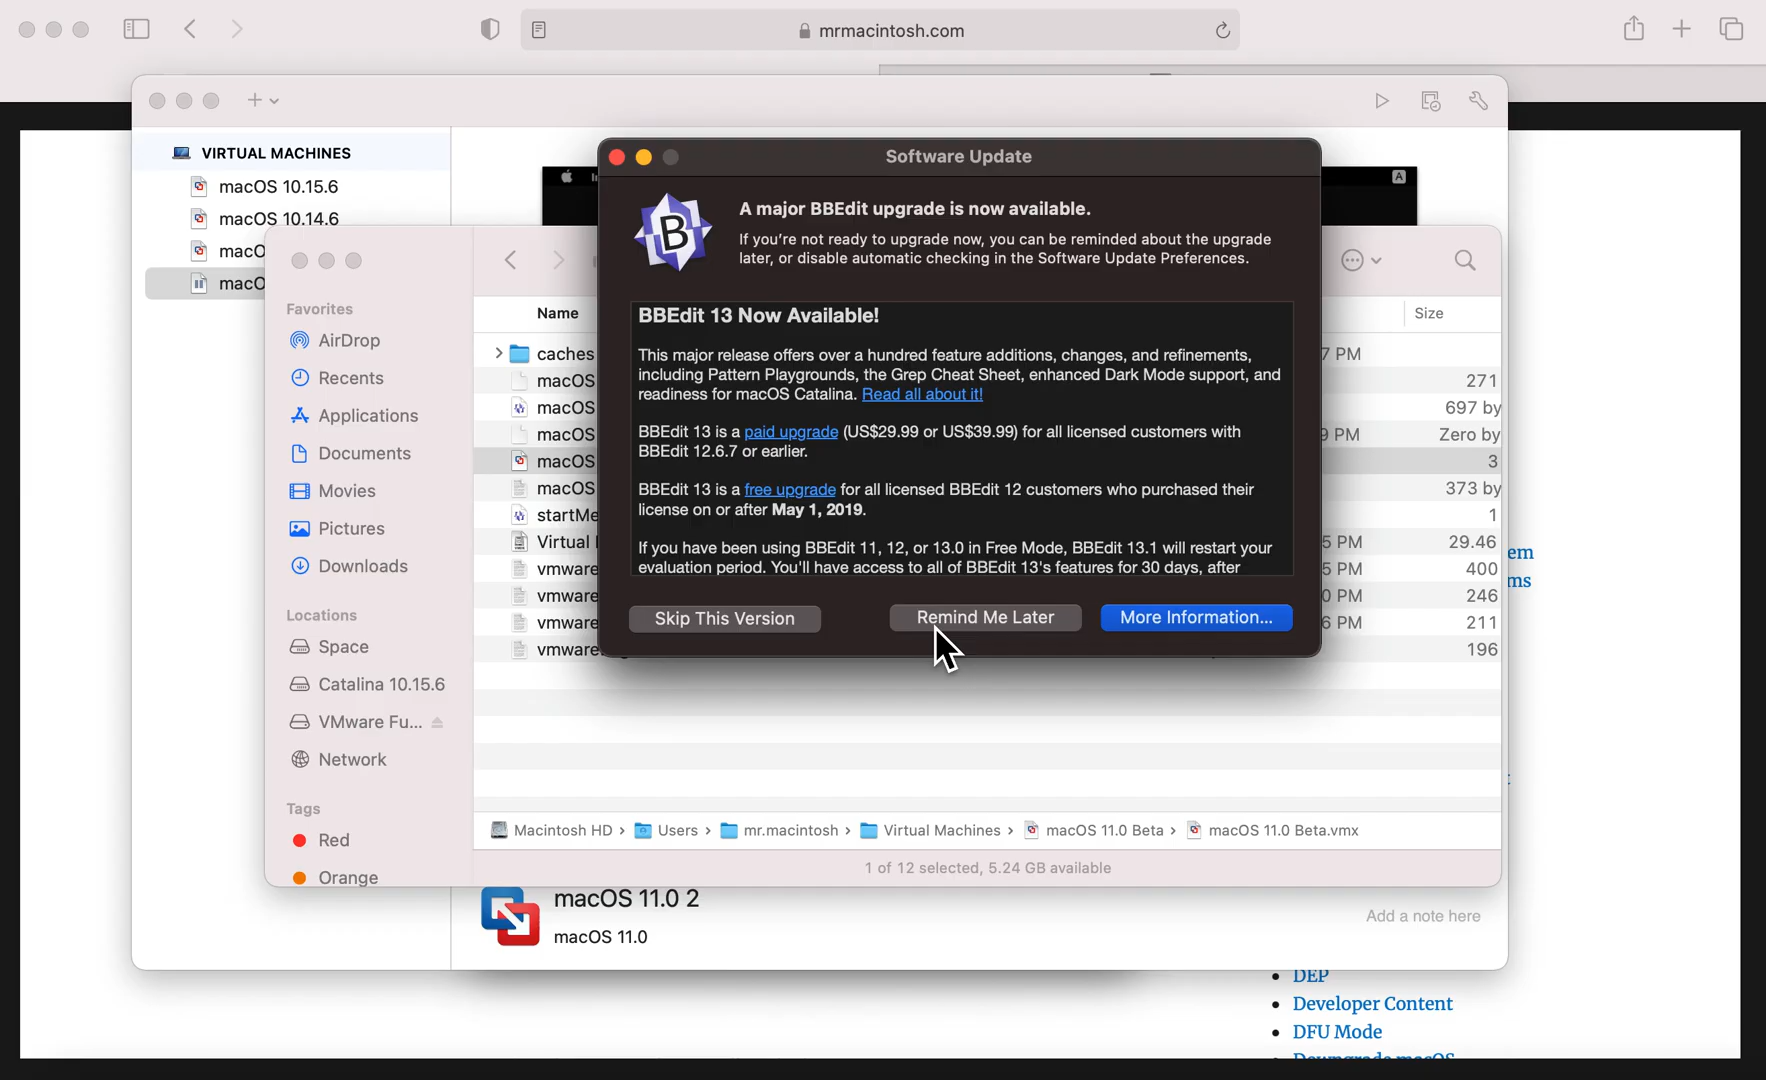 mrmacintosh.com
VIRTUAL MACHINES
macOS 10.15.6
macOS 10.14.6
macO
macO
A
Software Update
A major BBEdit upgrade is now available.
If you're not ready to upgrade now, you can be reminded about the upgrade
later, or disable automatic checking in the Software Update Preferences.
BBEdit 13 Now Available!
This major release offers over a hundred feature additions, changes, and refinements,
including Pattern Playgrounds, the Grep Cheat Sheet, enhanced Dark Mode support, and
readiness for macOS Catalina. Read all about it!
BBEdit 13 is a paid upgrade (US$29.99 or US$39.99) for all licensed customers with
BBEdit 12.6.7 or earlier.
BBEdit 13 is a free upgrade for all licensed BBEdit 12 customers who purchased their
license on or after May 1, 2019.
If you have been using BBEdit 11, 12, or 13.0 in Free Mode, BBEdit 13.1 will restart your
evaluation period. You'll have access to all of BBEdit 13's features for 30 days, after
Skip This Version
Remind Me Later
More Information...
Favorites
AirDrop
Recents
Applications
Documents
Movies
Pictures
Downloads
Locations
Space
Catalina 10.15.6
VMware Fu...
Network
Tags
Red
Orange
Name
Size
caches
7 PM
macOS
271
macOS
697 by
macOS
9 PM
Zero by
macOS
3
macOS
373 by
startMe
1
Virtual
5 PM
29.46
vmware
5 PM
400
vmware
0 PM
246
vmware
6 PM
211
vmware
196
Macintosh HD › Users › mr.macintosh › Virtual Machines › macOS 11.0 Beta › macOS 11.0 Beta.vmx
1 of 12 selected, 5.24 GB available
macOS 11.0 2
macOS 11.0
Add a note here
em
ms
DEP
Developer Content
DFU Mode
Downgrade macOS